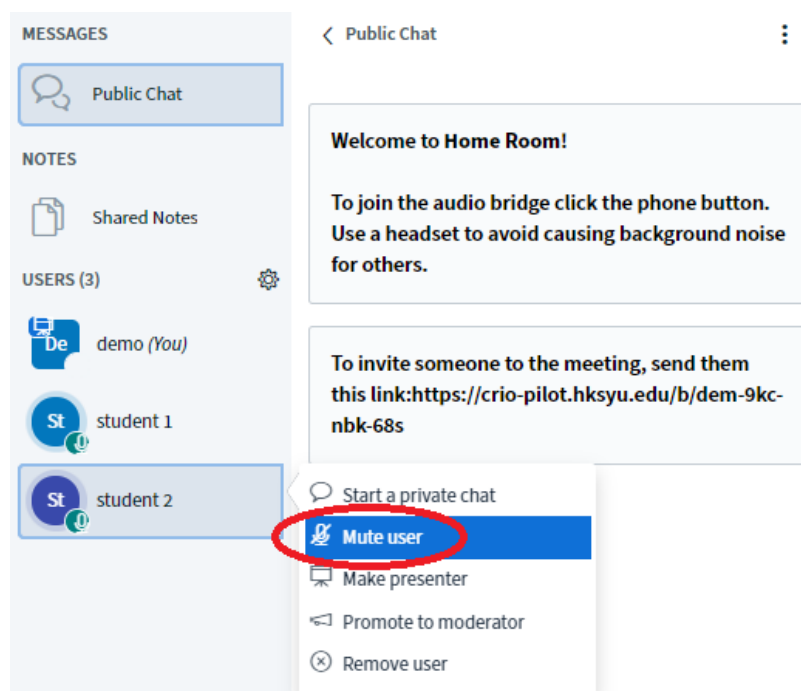 MESSAGES
Public Chat
NOTES
Shared Notes
USERS (3)
De
demo (You)
St
student 1
St
student 2
Public Chat
Welcome to Home Room!
To join the audio bridge click the phone button.
Use a headset to avoid causing background noise
for others.
To invite someone to the meeting, send them
this link:https://crio-pilot.hksyu.edu/b/dem-9kc-
nbk-68s
Start a private chat
Mute user
Make presenter
Promote to moderator
Remove user